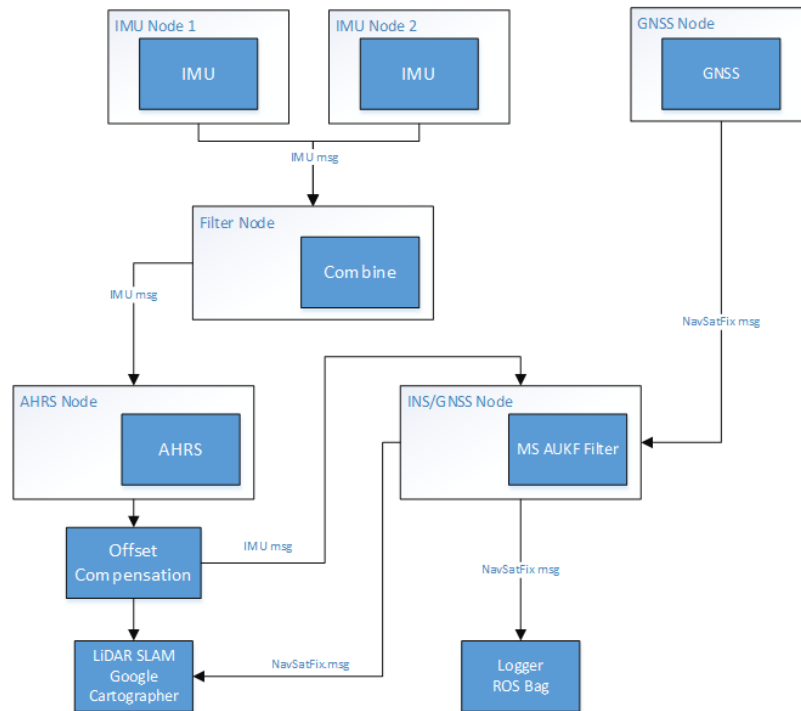 IMU Node 1
IMU
IMU Node 2
IMU
GNSS Node
GNSS
IMU msg
Filter Node
Combine
IMU msg
NavSatFix msg
AHRS Node
AHRS
INS/GNSS Node
MS AUKF Filter
Offset
Compensation
IMU msg
NavSatFix msg
LiDAR SLAM
Google
Cartographer
NavSatFix.msg
Logger
ROS Bag